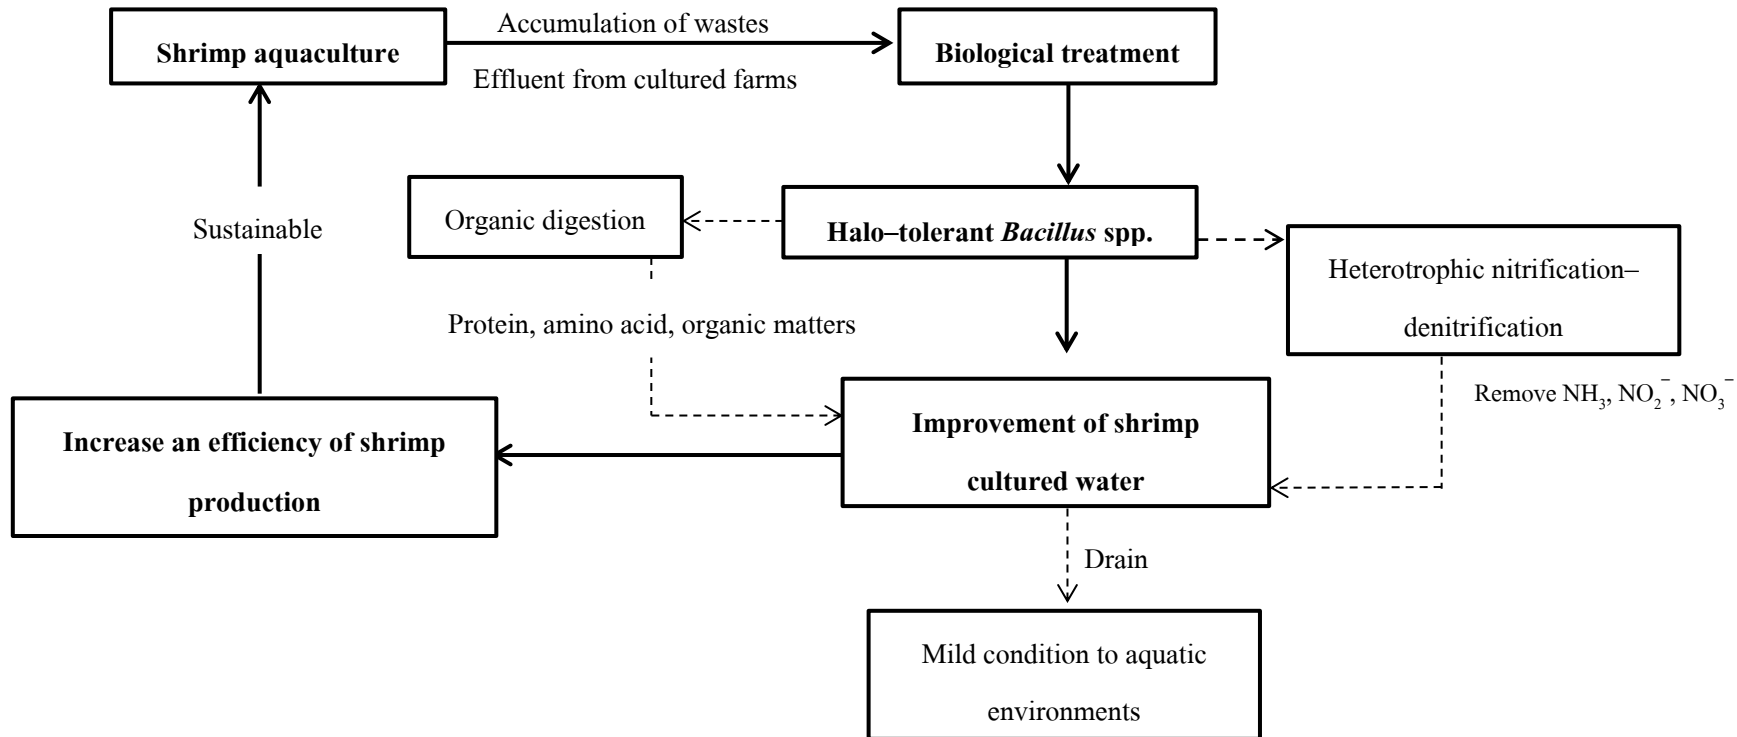 Shrimp aquaculture
Accumulation of wastes
Effluent from cultured farms
Biological treatment
Organic digestion
Halo–tolerant Bacillus spp.
Heterotrophic nitrification–
denitrification
Sustainable
Protein, amino acid, organic matters
Remove NH₃, NO₂⁻, NO₃⁻
Increase an efficiency of shrimp
production
Improvement of shrimp
cultured water
Drain
Mild condition to aquatic
environments